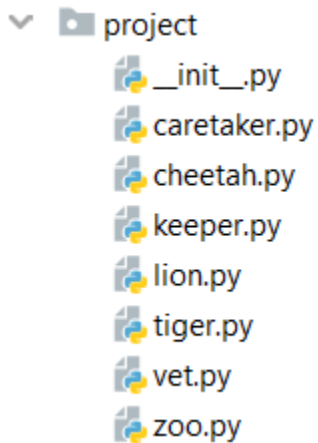 project
__init__.py
caretaker.py
cheetah.py
keeper.py
lion.py
tiger.py
vet.py
zoo.py